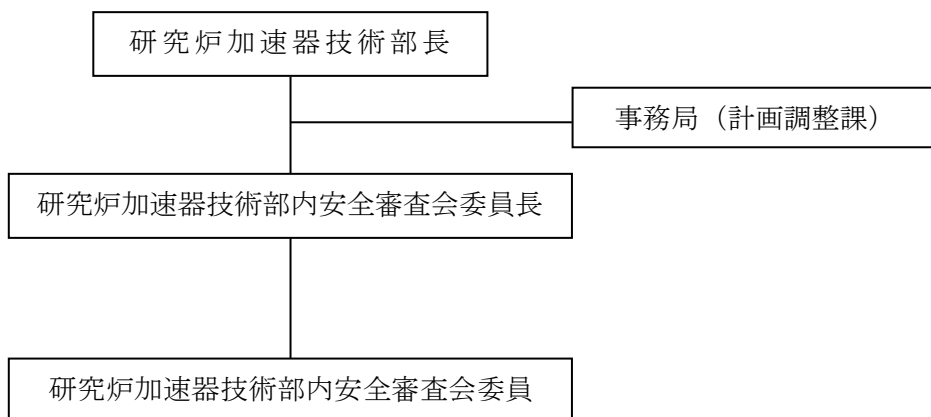 研究炉加速器技術部長
事務局（計画調整課）
研究炉加速器技術部内安全審査会委員長
研究炉加速器技術部内安全審査会委員